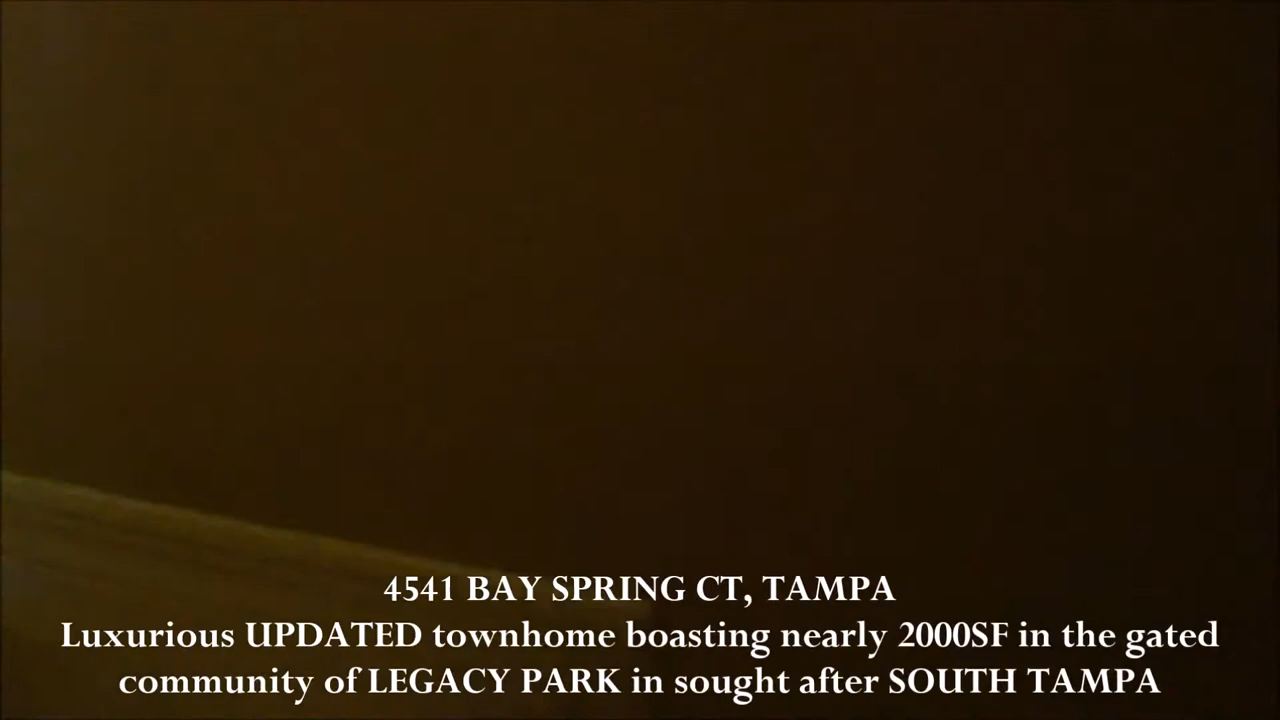 4541 BAY SPRING CT, TAMPA
Luxurious UPDATED townhome boasting nearly 2000SF in the gated
community of LEGACY PARK in sought after SOUTH TAMPA